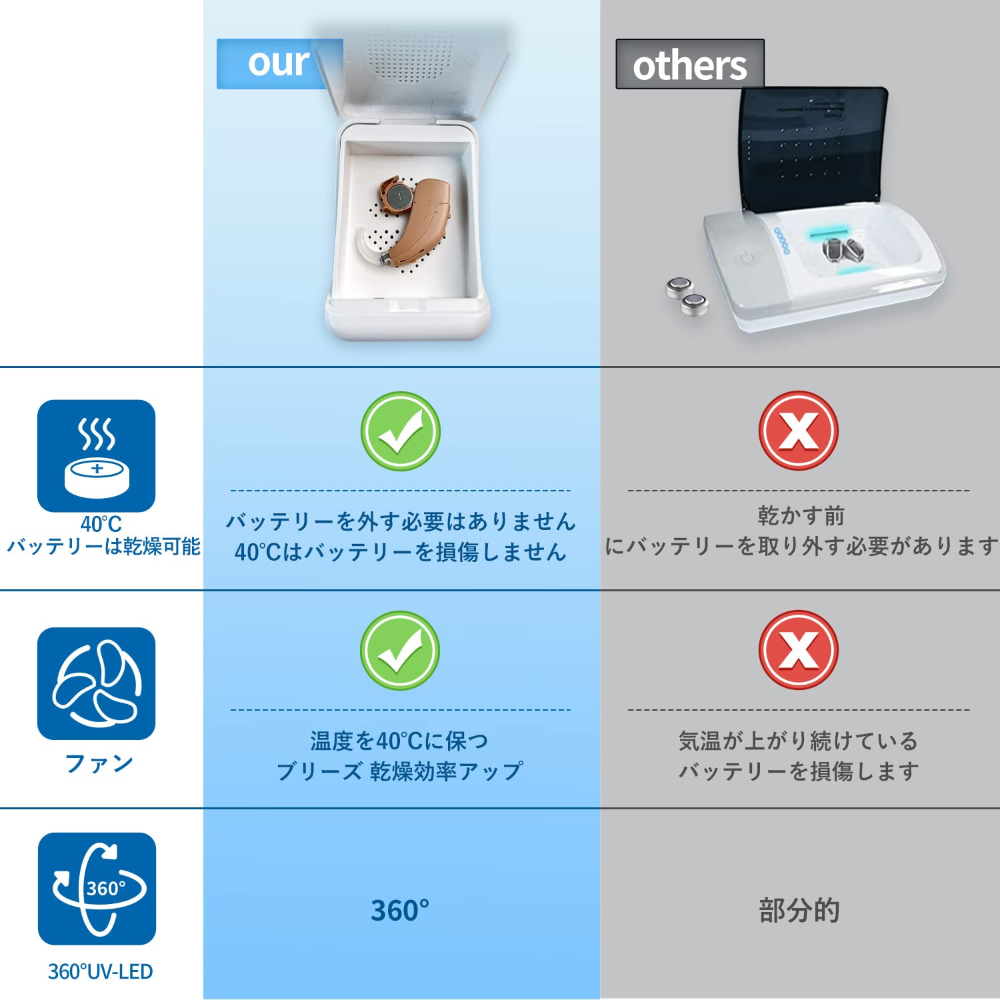 our
others
40℃
バッテリーは乾燥可能
バッテリーを外す必要はありません
40℃はバッテリーを損傷しません
乾かす前
にバッテリーを取り外す必要があります
ファン
温度を40℃に保つ
ブリーズ 乾燥効率アップ
気温が上がり続けている
バッテリーを損傷します
360°
360°UV-LED
360°
部分的